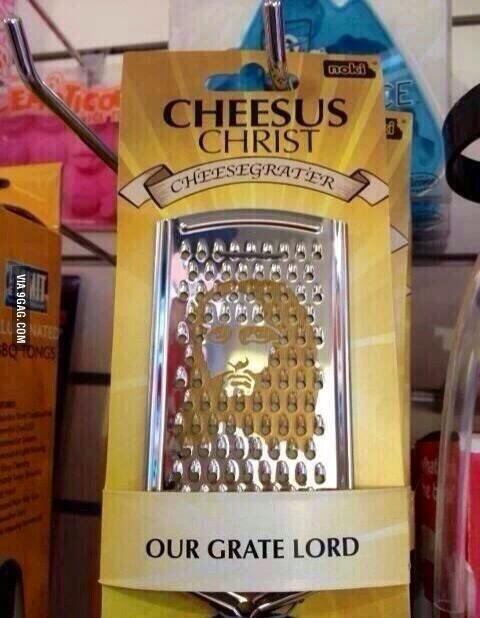 noki
CHEESUS
CHRIST
CHEESEGRATER
OUR GRATE LORD
VIA 9GAG.COM